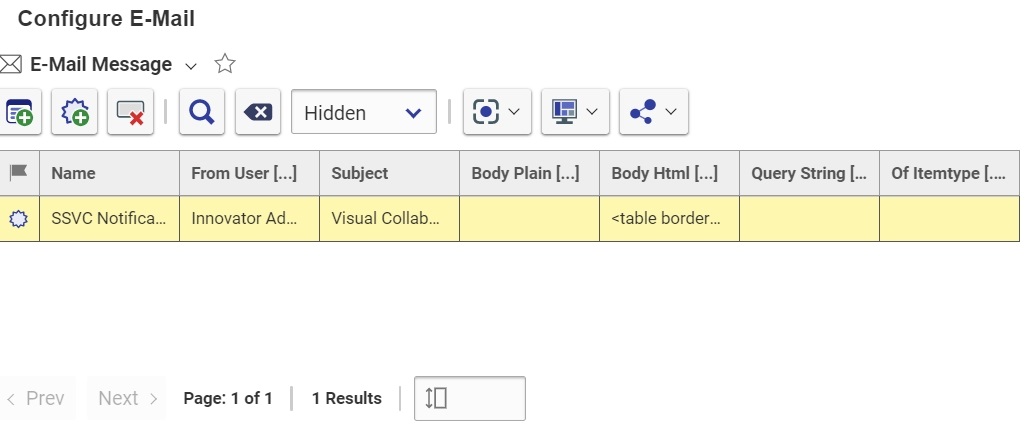 Configure E-Mail
E-Mail Message
Hidden
Name From User [...] Subject Body Plain [...] Body Html [...] Query String [... Of Itemtype [....
SSVC Notifica... Innovator Ad... Visual Collab... <table border...
Prev Next Page: 1 of 1 1 Results